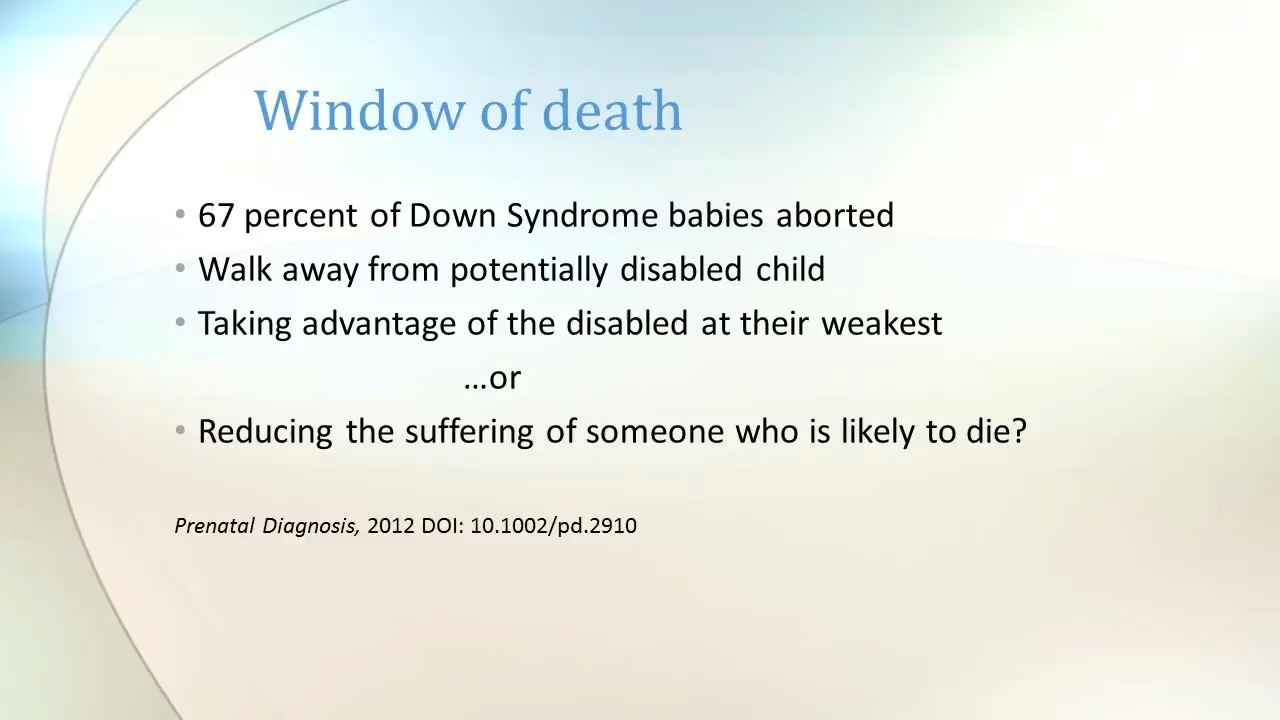 Window of death
• 67 percent of Down Syndrome babies aborted
• Walk away from potentially disabled child
• Taking advantage of the disabled at their weakest
...or
• Reducing the suffering of someone who is likely to die?
Prenatal Diagnosis, 2012 DOI: 10.1002/pd.2910